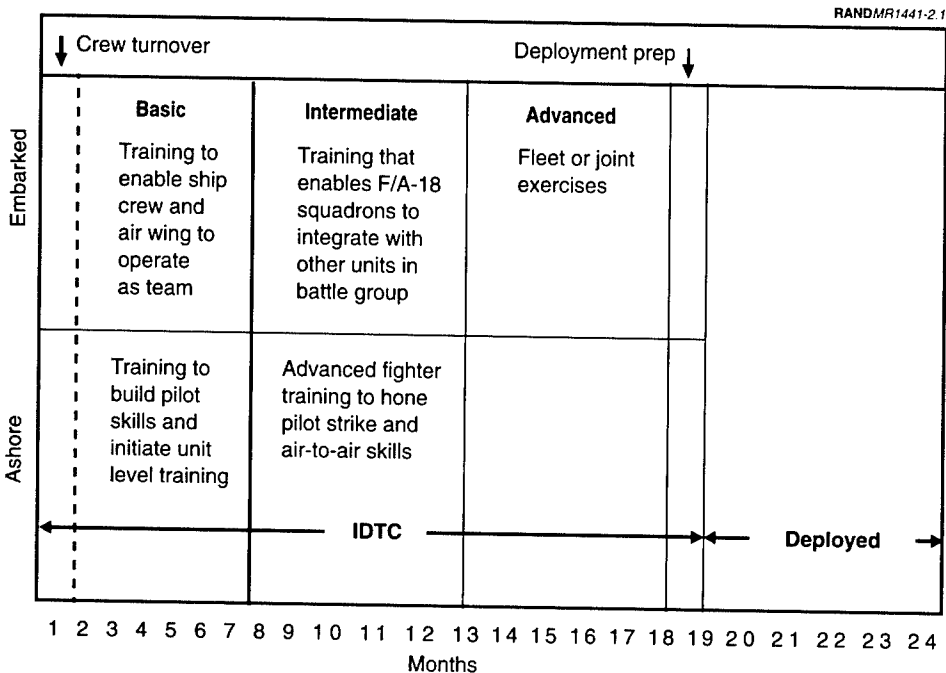 RANDMR1441-2.1
Crew turnover
Deployment prep
Embarked
Basic
Training to
enable ship
crew and
air wing to
operate
as team
Intermediate
Training that
enables F/A-18
squadrons to
integrate with
other units in
battle group
Advanced
Fleet or joint
exercises
Ashore
Training to
build pilot
skills and
initiate unit
level training
Advanced fighter
training to hone
pilot strike and
air-to-air skills
IDTC
Deployed
1 2 3 4 5 6 7 8 9 10 11 12 13 14 15 16 17 18 19 20 21 22 23 24
Months